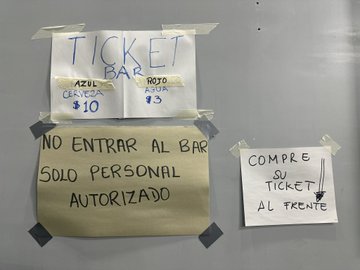 TICKET
BAR
AZUL ROJO
CERVEZA AGUA
$10 $3
NO ENTRAR AL BAR
SOLO PERSONAL
AUTORIZADO
COMPRE
SU
TICKET
AL FRENTE